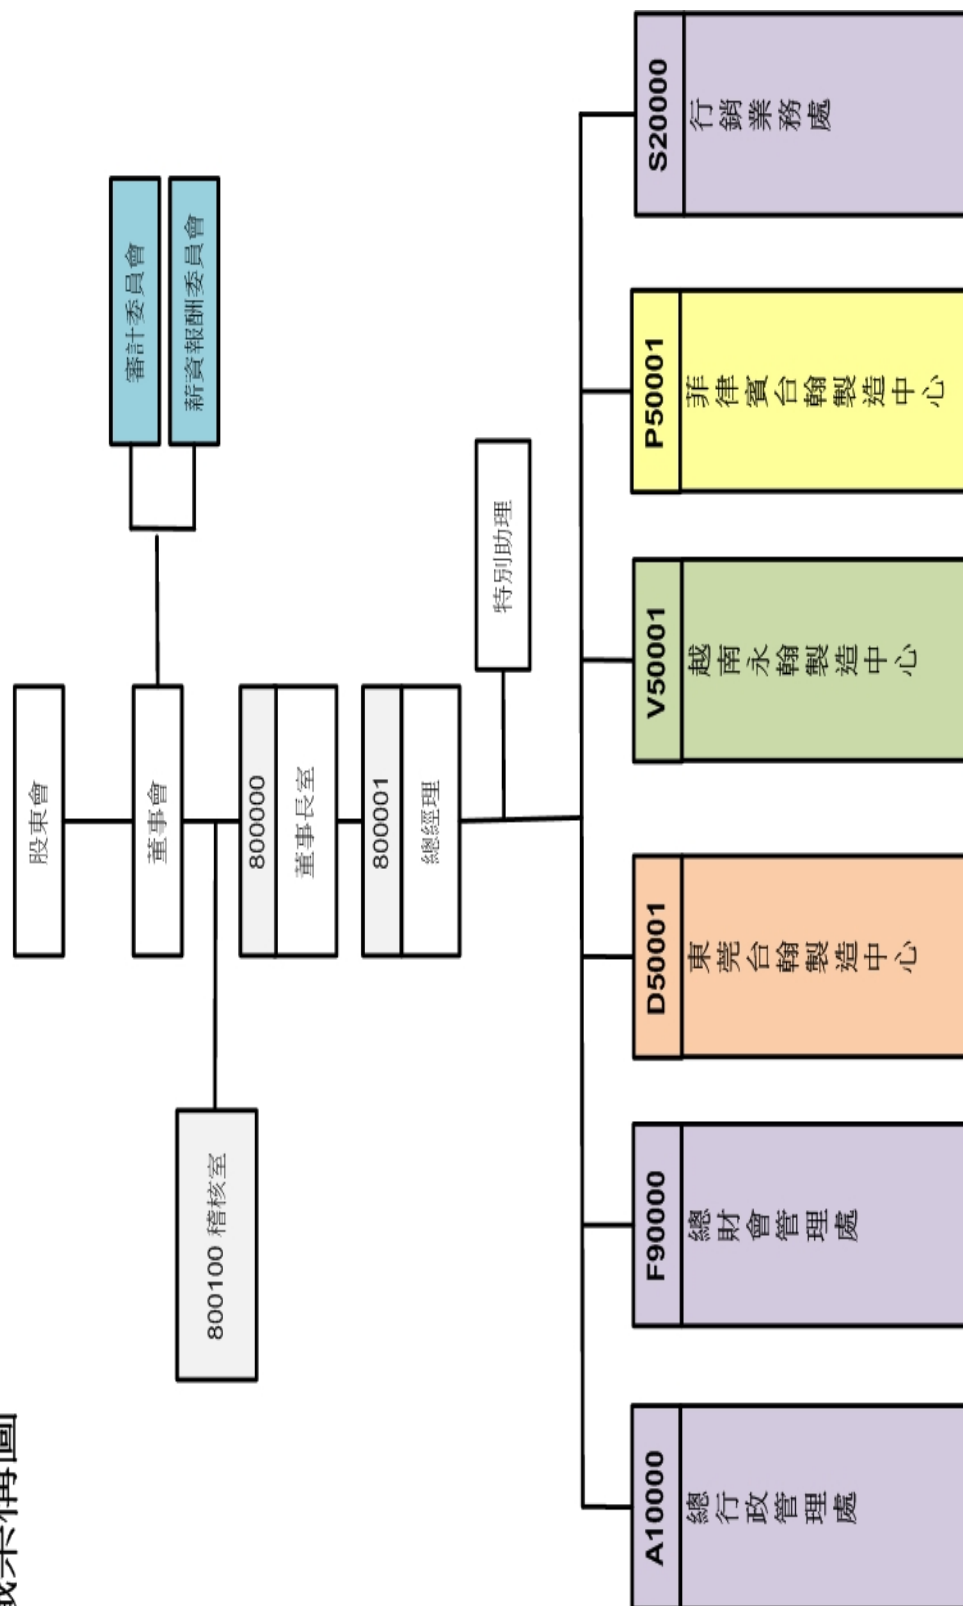 架構圖
股東會
董事會
審計委員會
薪資報酬委員會
800100 稽核室
800000
董事長室
800001
總經理
特別助理
A10000
總行政管理處
F90000
總財會管理處
D50001
東莞台翰製造中心
V50001
越南永翰製造中心
P50001
菲律賓台翰製造中心
S20000
行銷業務處